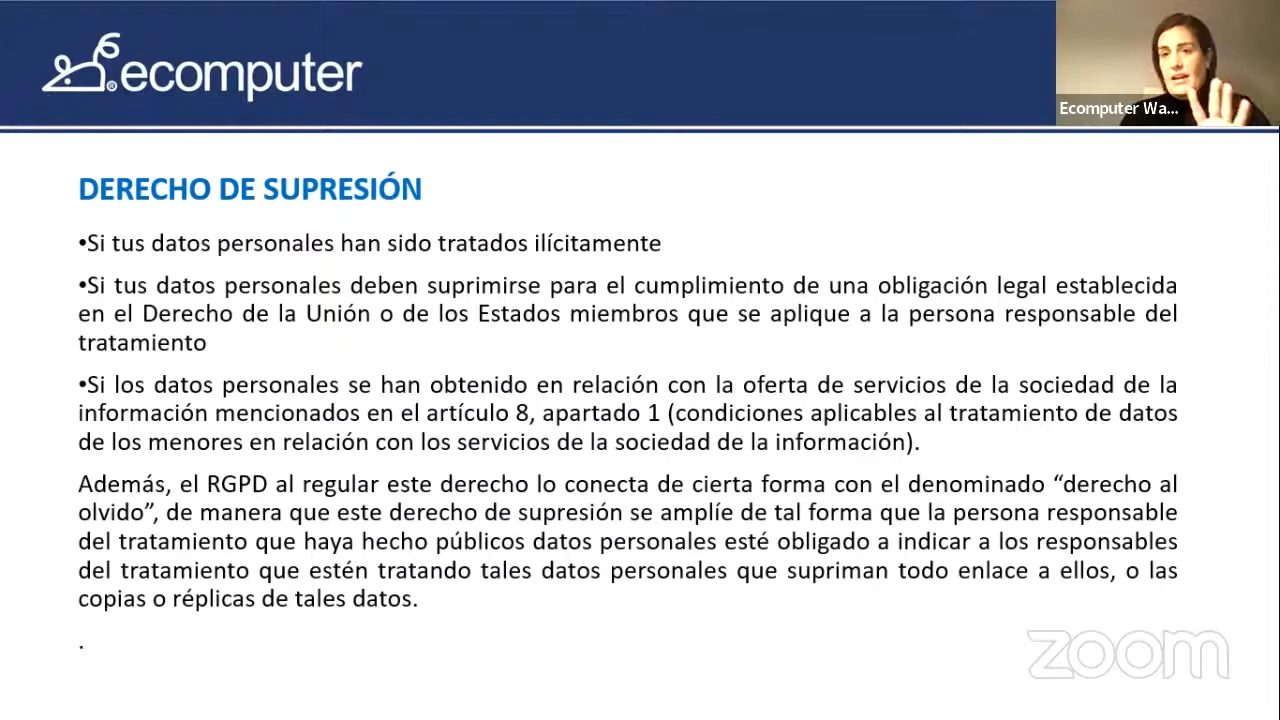 ecomputer
Ecomputer Wa...
DERECHO DE SUPRESIÓN
•Si tus datos personales han sido tratados ilícitamente
•Si tus datos personales deben suprimirse para el cumplimiento de una obligación legal establecida
en el Derecho de la Unión o de los Estados miembros que se aplique a la persona responsable del
tratamiento
•Si los datos personales se han obtenido en relación con la oferta de servicios de la sociedad de la
información mencionados en el artículo 8, apartado 1 (condiciones aplicables al tratamiento de datos
de los menores en relación con los servicios de la sociedad de la información).
Además, el RGPD al regular este derecho lo conecta de cierta forma con el denominado “derecho al
olvido”, de manera que este derecho de supresión se amplíe de tal forma que la persona responsable
del tratamiento que haya hecho públicos datos personales esté obligado a indicar a los responsables
del tratamiento que estén tratando tales datos personales que supriman todo enlace a ellos, o las
copias o réplicas de tales datos.
.
zoom